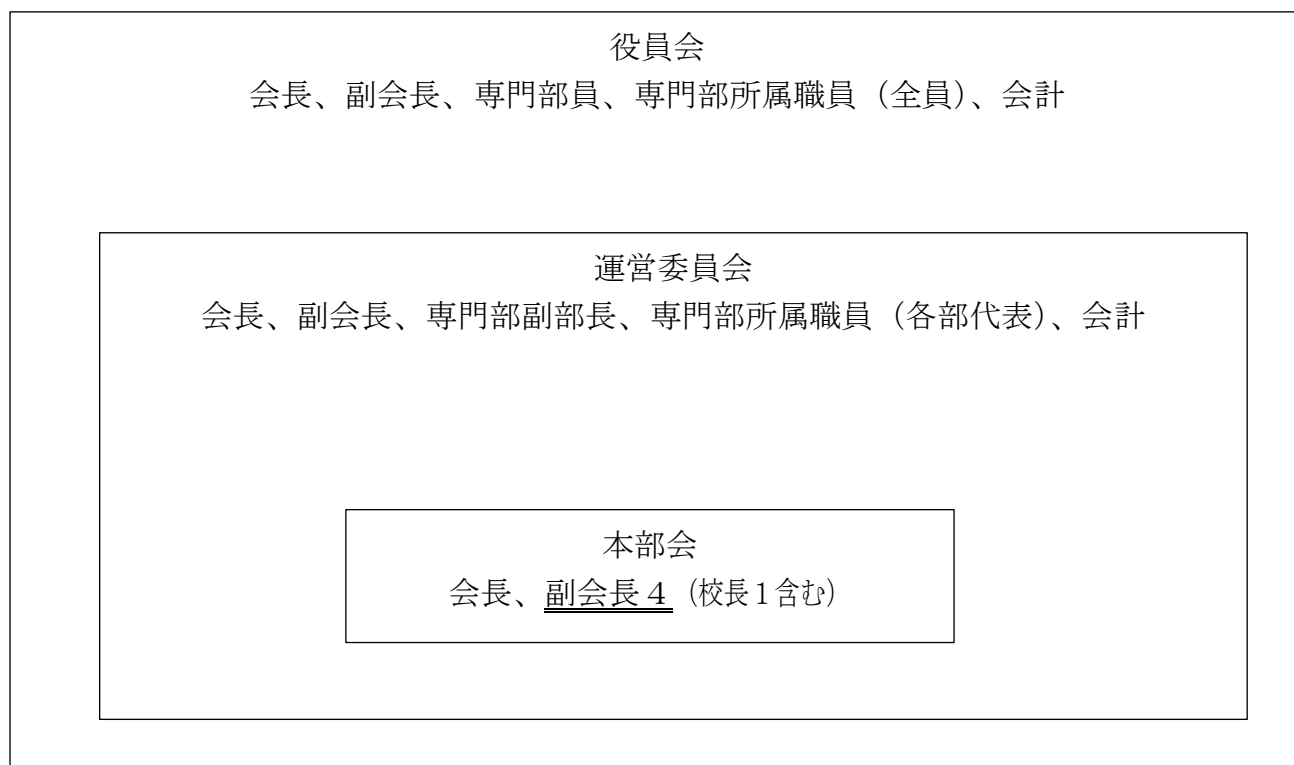 役員会
会長、副会長、専門部員、専門部所属職員（全員）、会計
運営委員会
会長、副会長、専門部副部長、専門部所属職員（各部代表）、会計
本部会
会長、副会長４（校長１含む）